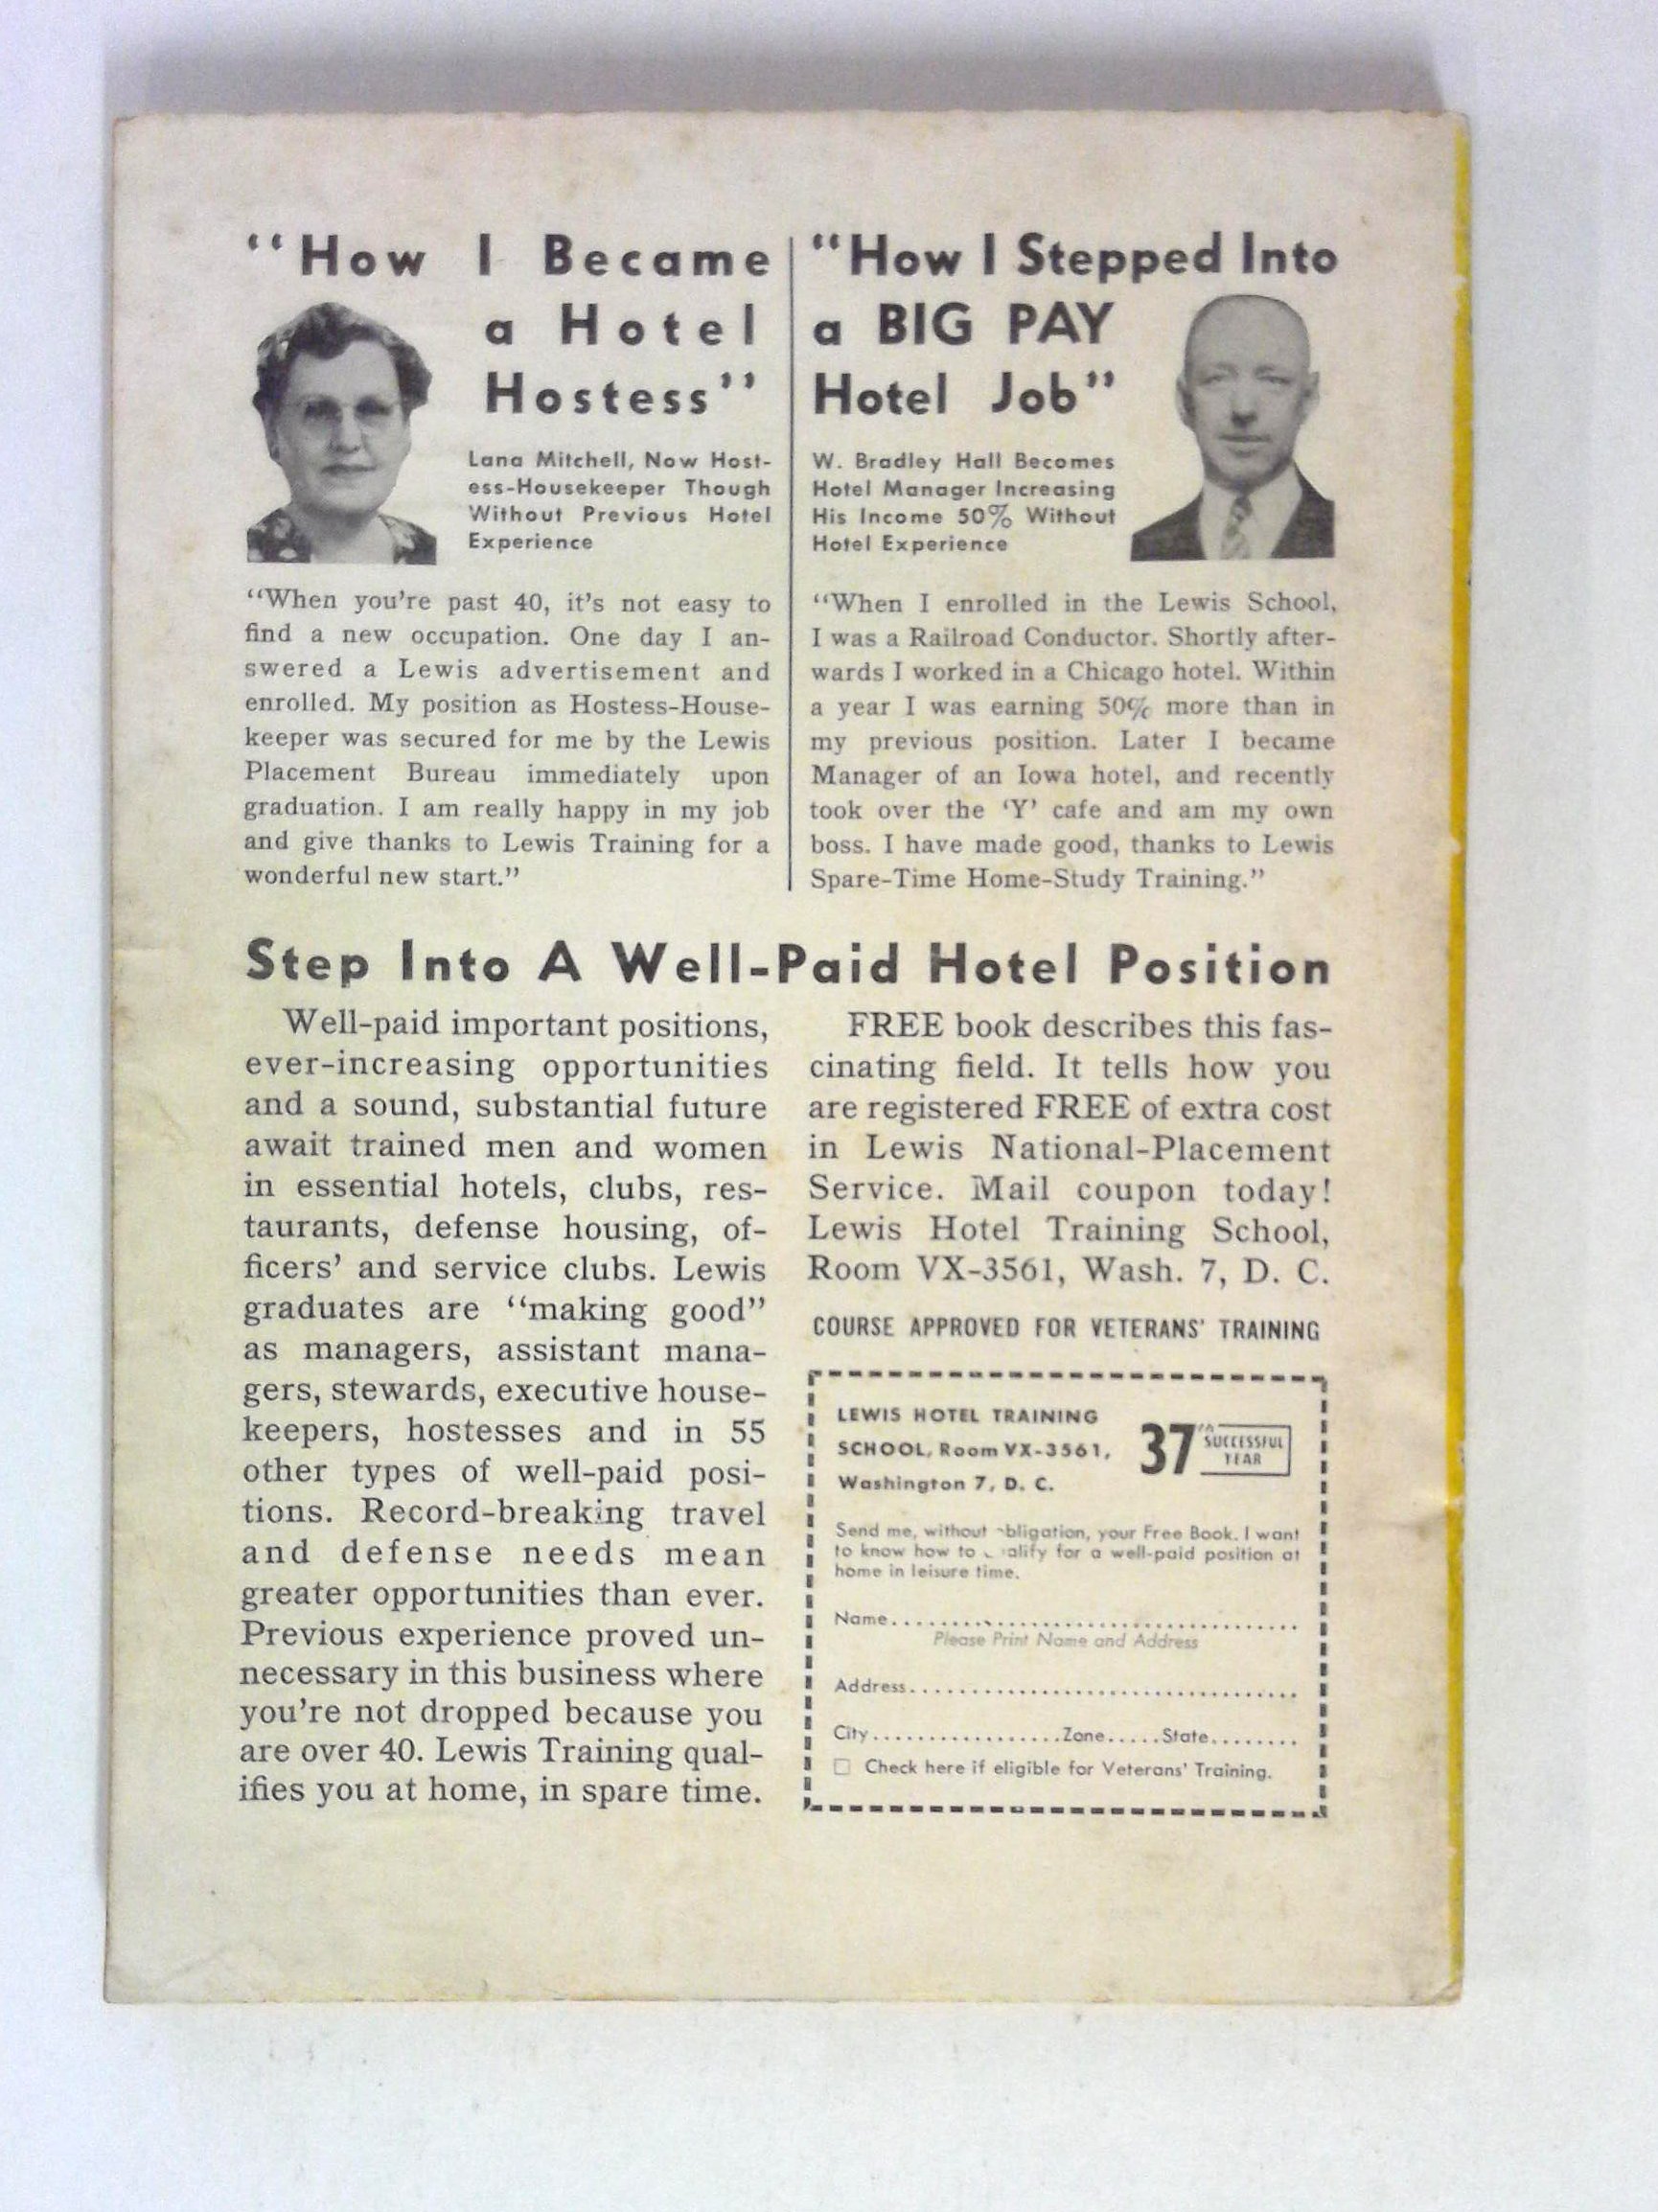 “How I Became
a Hotel
Hostess”
Lana Mitchell, Now Host-
ess-Housekeeper Though
Without Previous Hotel
Experience
“When you're past 40, it's not easy to
find a new occupation. One day I an-
swered a Lewis advertisement and
enrolled. My position as Hostess-House-
keeper was secured for me by the Lewis
Placement Bureau immediately upon
graduation. I am really happy in my job
and give thanks to Lewis Training for a
wonderful new start.”
“How I Stepped Into
a BIG PAY
Hotel Job”
W. Bradley Hall Becomes
Hotel Manager Increasing
His Income 50% Without
Hotel Experience
“When I enrolled in the Lewis School,
I was a Railroad Conductor. Shortly after-
wards I worked in a Chicago hotel. Within
a year I was earning 50% more than in
my previous position. Later I became
Manager of an Iowa hotel, and recently
took over the ‘Y’ cafe and am my own
boss. I have made good, thanks to Lewis
Spare-Time Home-Study Training.”
Step Into A Well-Paid Hotel Position
Well-paid important positions,
ever-increasing opportunities
and a sound, substantial future
await trained men and women
in essential hotels, clubs, res-
taurants, defense housing, of-
ficers’ and service clubs. Lewis
graduates are “making good”
as managers, assistant mana-
gers, stewards, executive house-
keepers, hostesses and in 55
other types of well-paid posi-
tions. Record-breaking travel
and defense needs mean
greater opportunities than ever.
Previous experience proved un-
necessary in this business where
you're not dropped because you
are over 40. Lewis Training qual-
ifies you at home, in spare time.
FREE book describes this fas-
cinating field. It tells how you
are registered FREE of extra cost
in Lewis National-Placement
Service. Mail coupon today!
Lewis Hotel Training School,
Room VX-3561, Wash. 7, D. C.
COURSE APPROVED FOR VETERANS’ TRAINING
LEWIS HOTEL TRAINING
SCHOOL, Room VX-3561,
Washington 7, D. C.
37TH SUCCESSFUL
YEAR
Send me, without obligation, your Free Book. I want
to know how to qualify for a well-paid position at
home in leisure time.
Name
Please Print Name and Address
Address
City Zone State
Check here if eligible for Veterans’ Training.